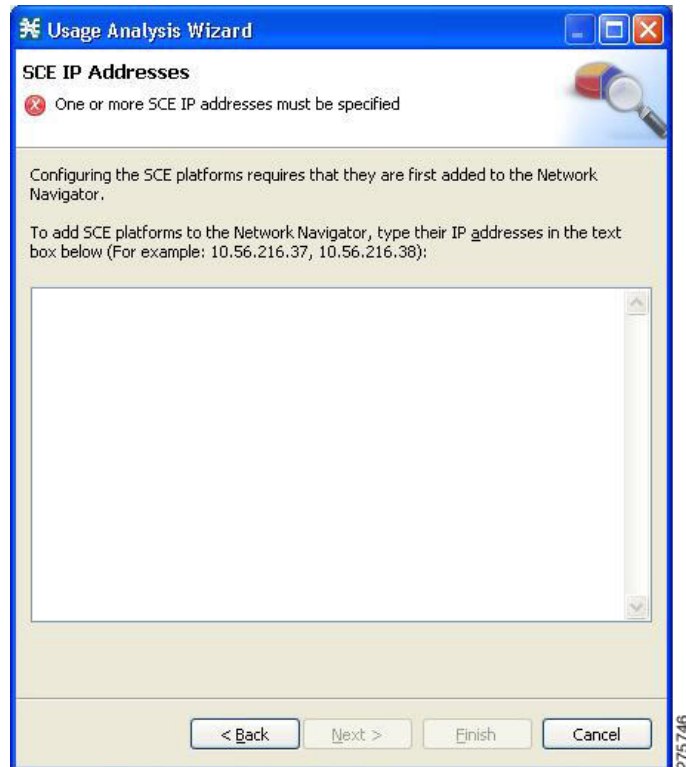 Usage Analysis Wizard
SCE IP Addresses
One or more SCE IP addresses must be specified
Configuring the SCE platforms requires that they are first added to the Network
Navigator.
To add SCE platforms to the Network Navigator, type their IP addresses in the text
box below (For example: 10.56.216.37, 10.56.216.38):
< Back
Next >
Finish
Cancel
275746